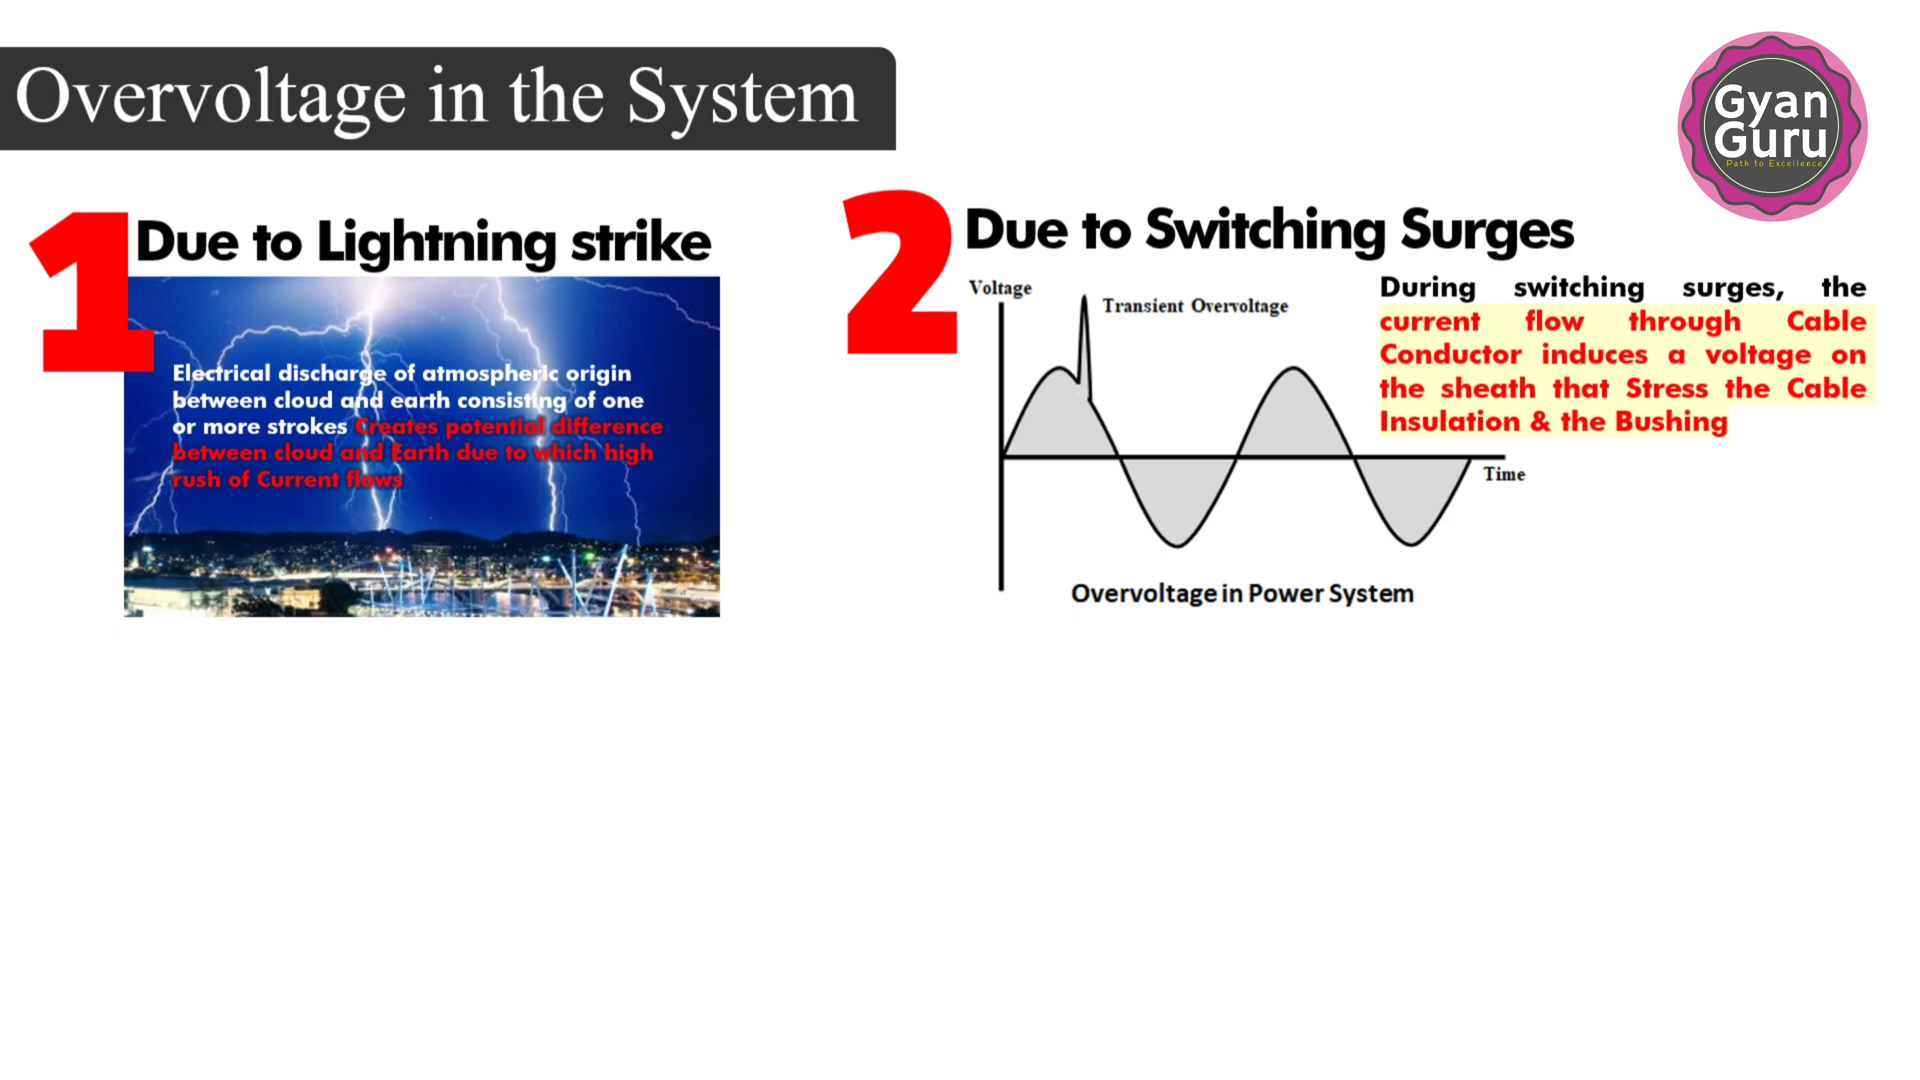 Overvoltage in the System
Gyan
Guru
Path to Excellence
1
Due to Lightning strike
Electrical discharge of atmospheric origin
between cloud and earth consisting of one
or more strokes Creates potential difference
between cloud and Earth due to which high
rush of Current flows
2
Due to Switching Surges
Voltage
Transient Overvoltage
Time
Overvoltage in Power System
During switching surges, the
current flow through Cable
Conductor induces a voltage on
the sheath that Stress the Cable
Insulation & the Bushing